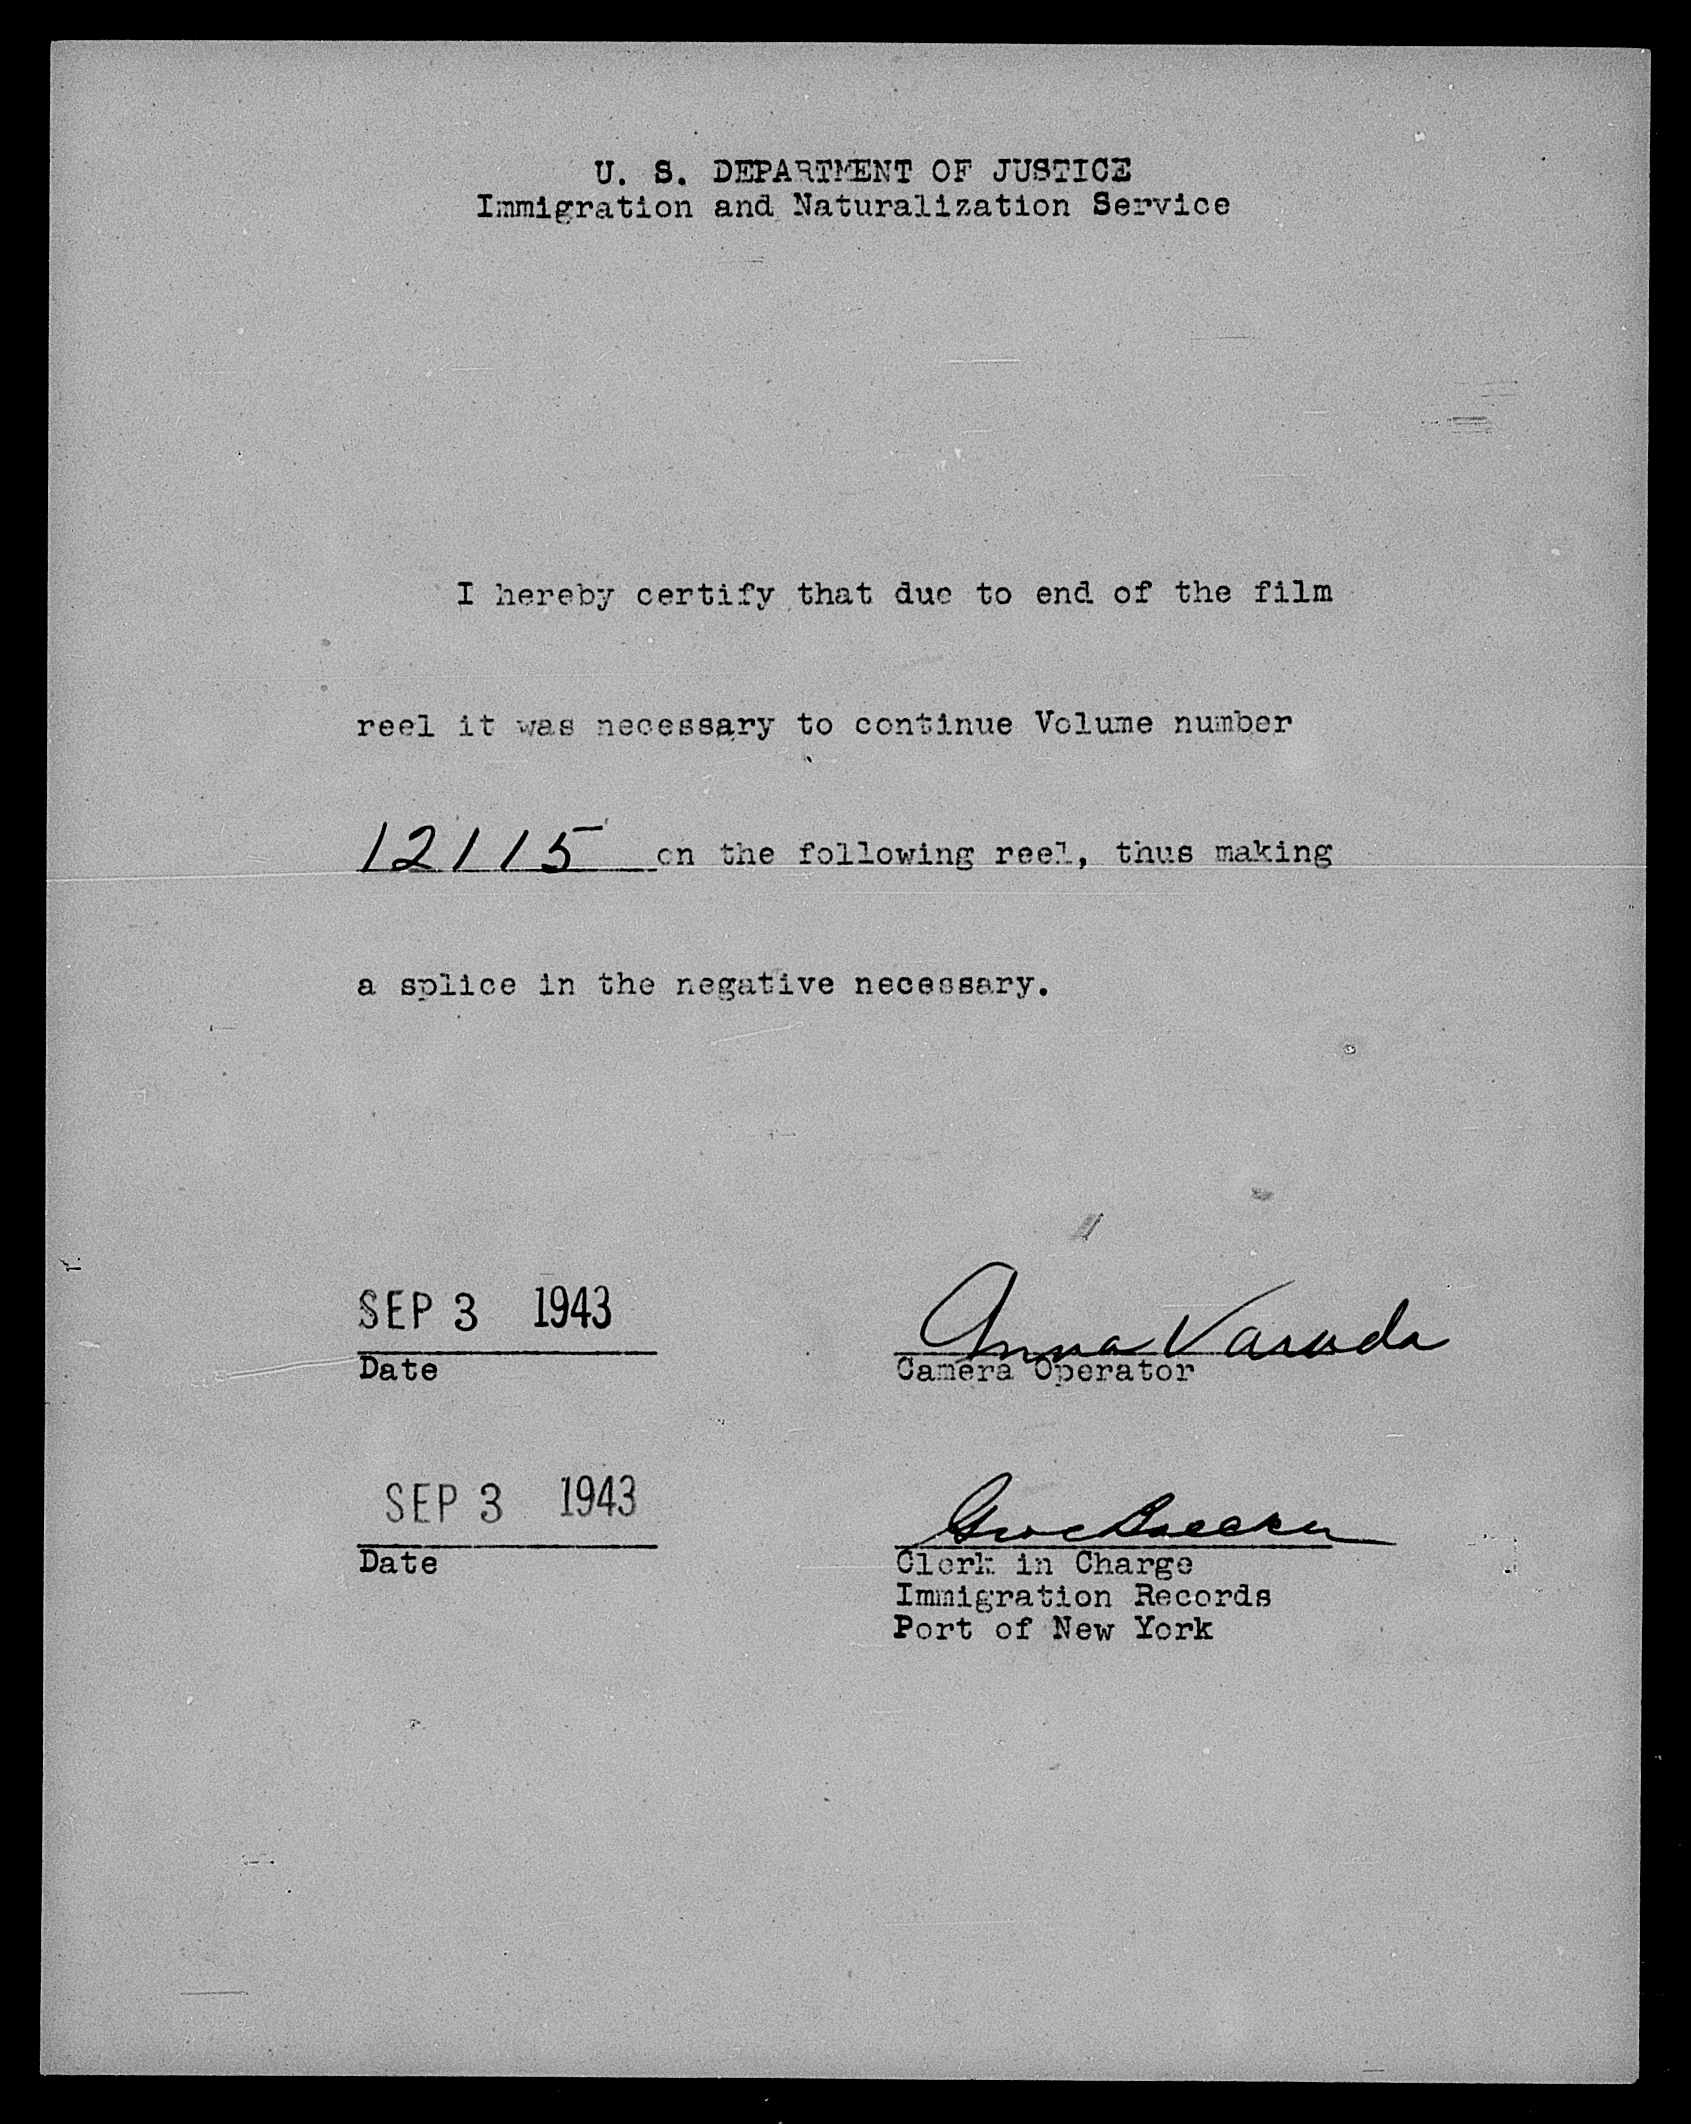 U. S. DEPARTMENT OF JUSTICE
Immigration and Naturalization Service
I hereby certify that due to end of the film
reel it was necessary to continue Volume number
12115 on the following reel, thus making
a splice in the negative necessary.
SEP 3 1943
Date
Anna
Camera Operator
SEP 3 1943
Date
Clerk in Charge
Immigration Records
Port of New York